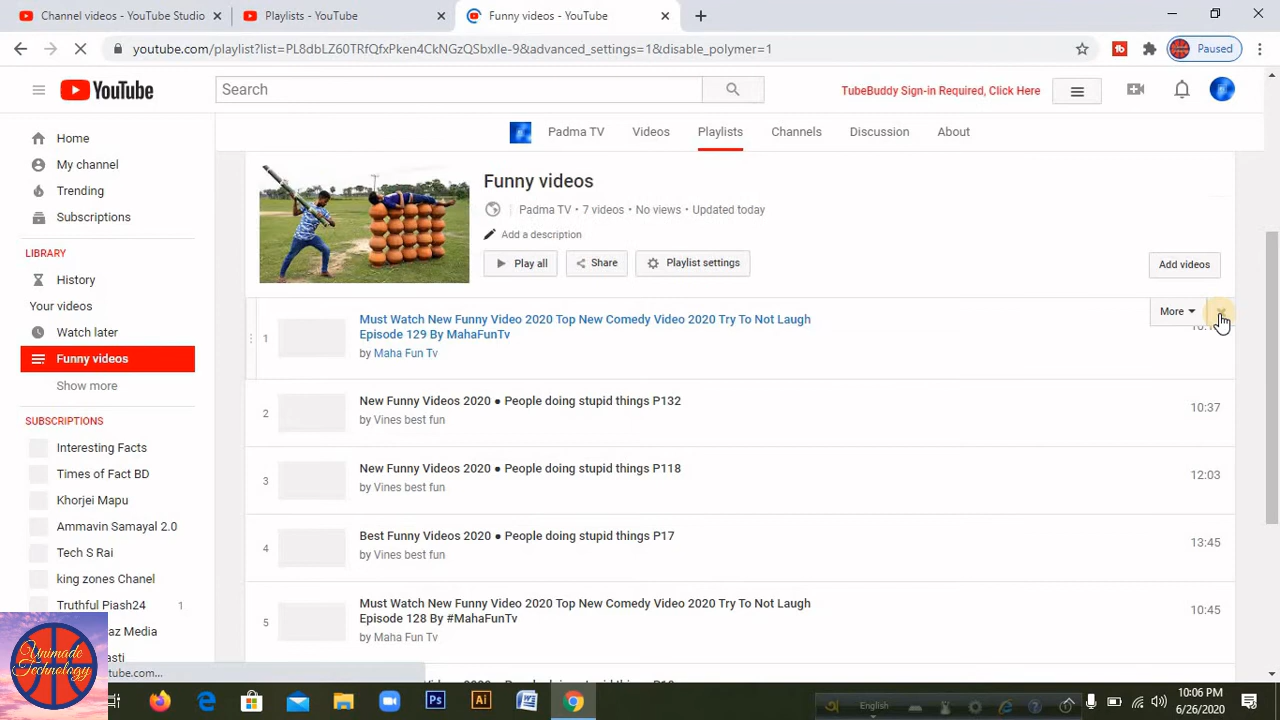 Channel videos - YouTube Studio
Playlists - YouTube
Funny videos - YouTube
youtube.com/playlist?list=PL8dbLZ60TRfQfxPken4CkNGzQSbxlle-9&advanced_settings=1&disable_polymer=1
Paused
YouTube
Search
TubeBuddy Sign-in Required, Click Here
Home
My channel
Trending
Subscriptions
LIBRARY
History
Your videos
Watch later
Funny videos
Show more
SUBSCRIPTIONS
Interesting Facts
Times of Fact BD
Khorjei Mapu
Ammavin Samayal 2.0
Tech S Rai
king zones Chanel
Truthful Piash24 1
az Media
asti
Padma TV
Videos
Playlists
Channels
Discussion
About
Funny videos
Padma TV • 7 videos • No views • Updated today
Add a description
Play all
Share
Playlist settings
Add videos
More
1
Must Watch New Funny Video 2020 Top New Comedy Video 2020 Try To Not Laugh
Episode 129 By MahaFunTv
by Maha Fun Tv
2
New Funny Videos 2020 ● People doing stupid things P132
by Vines best fun
10:37
3
New Funny Videos 2020 ● People doing stupid things P118
by Vines best fun
12:03
4
Best Funny Videos 2020 ● People doing stupid things P17
by Vines best fun
13:45
5
Must Watch New Funny Video 2020 Top New Comedy Video 2020 Try To Not Laugh
Episode 128 By #MahaFunTv
by Maha Fun Tv
10:45
Unimade
Technology
utube.com...
Ps
Ai
English
10:06 PM
6/26/2020